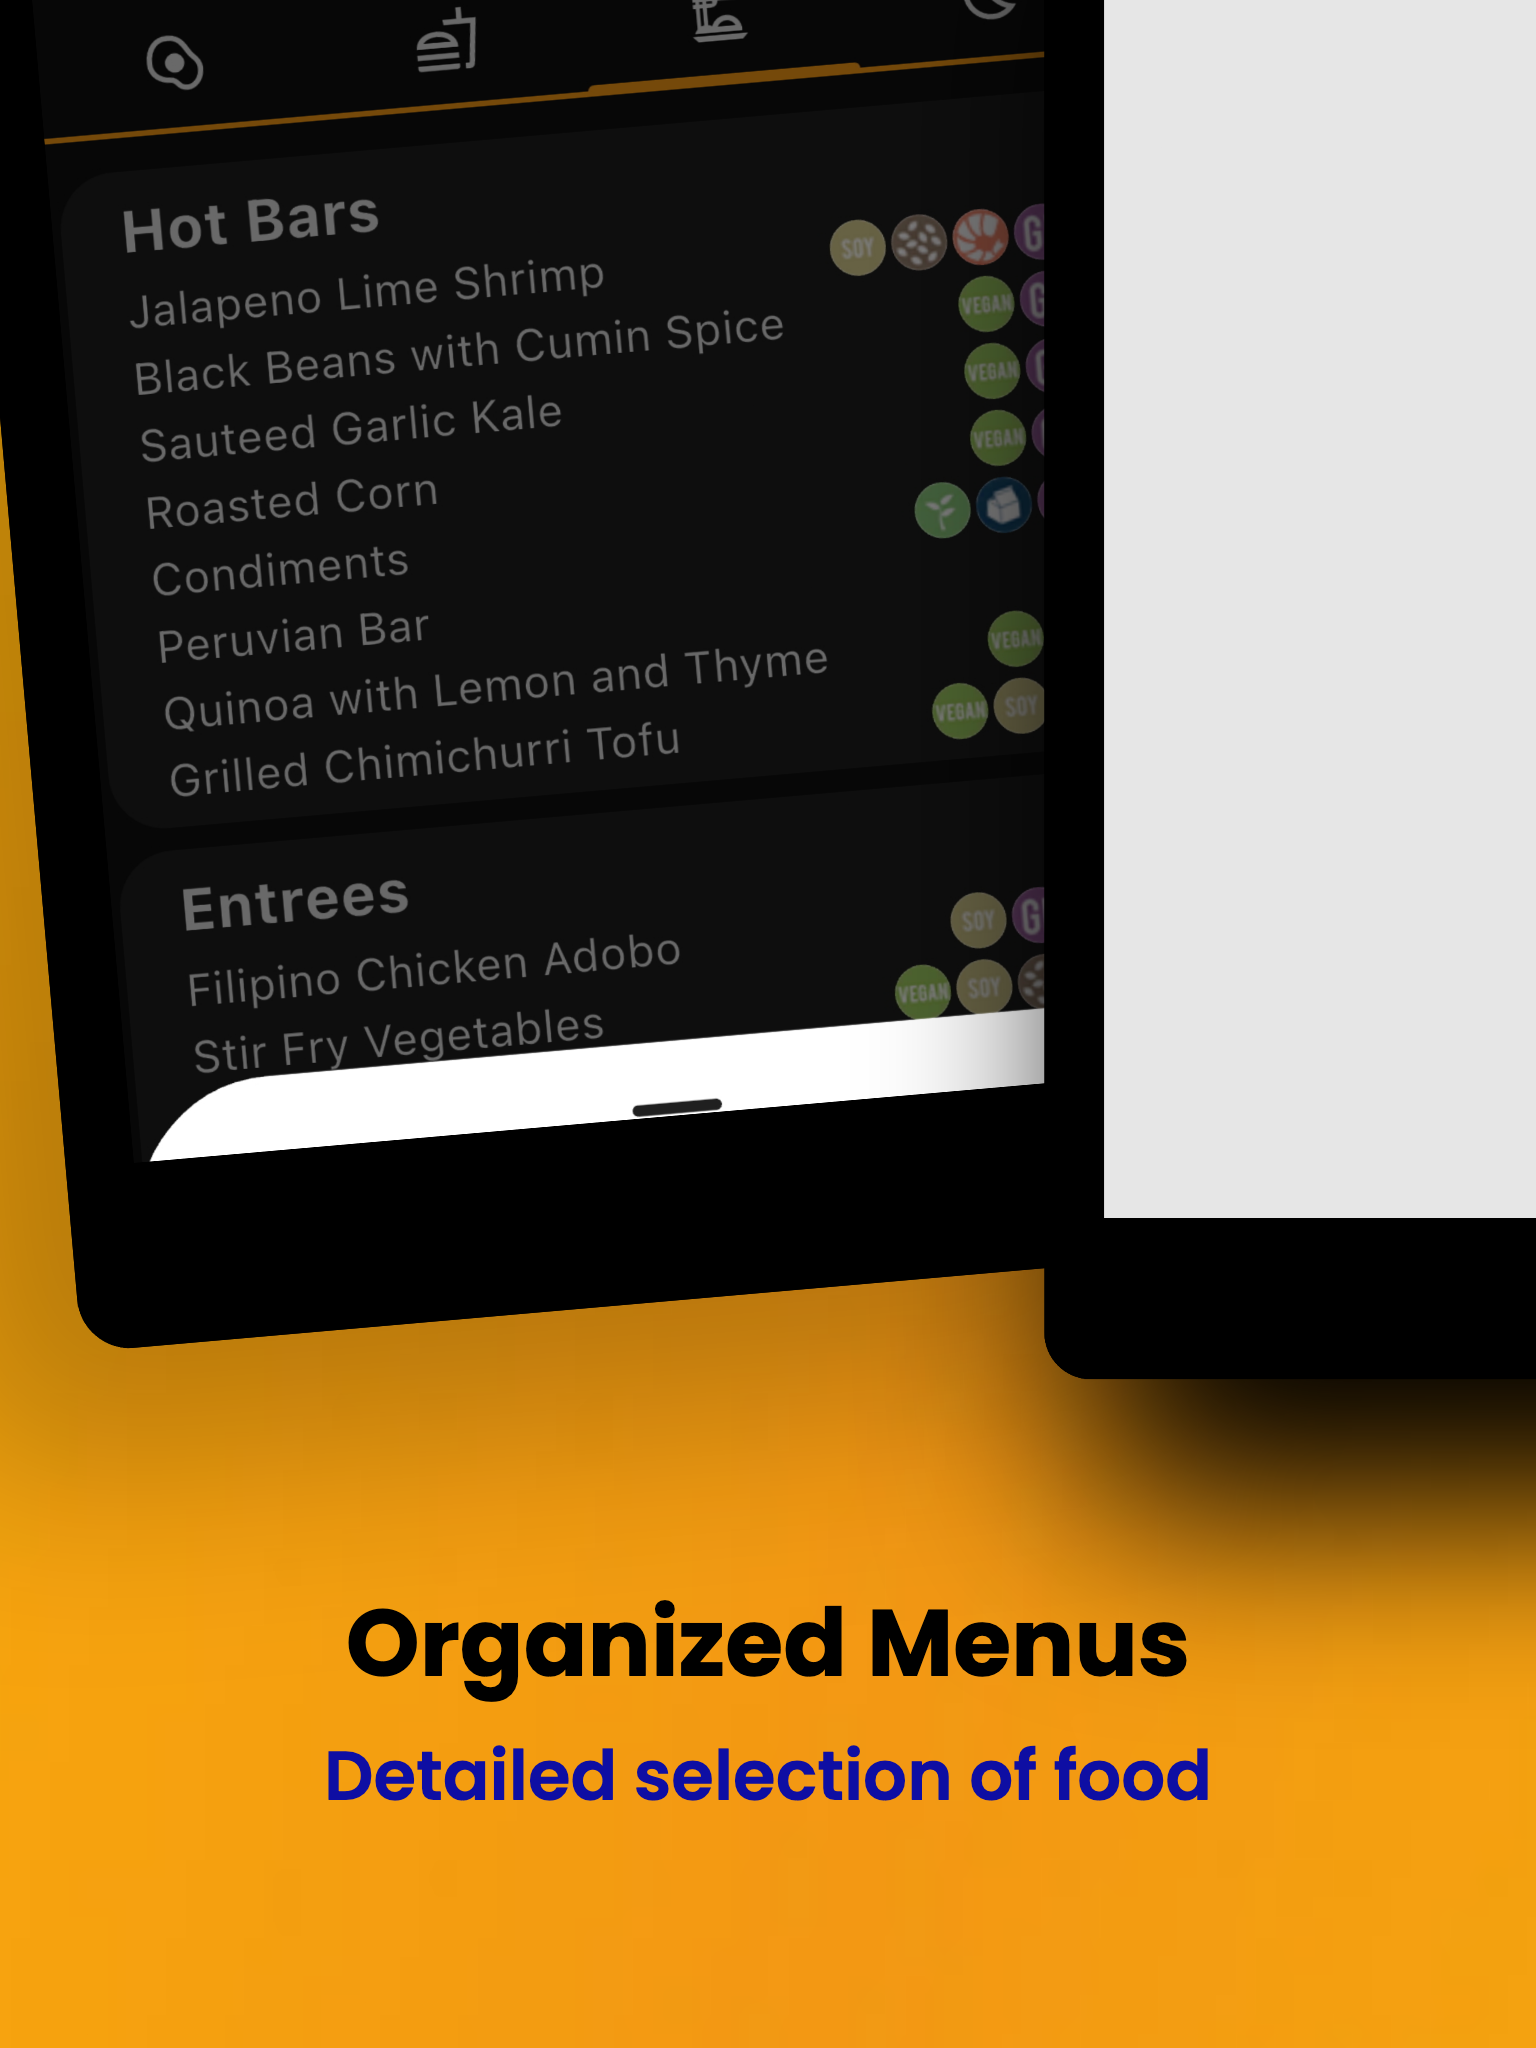 Hot Bars
Jalapeno Lime Shrimp
SOY
Black Beans with Cumin Spice
VEGAN
Sauteed Garlic Kale
VEGAN
Roasted Corn
VEGAN
Condiments
Peruvian Bar
Quinoa with Lemon and Thyme
VEGAN
Grilled Chimichurri Tofu
VEGAN SOY
Entrees
Filipino Chicken Adobo
SOY
Stir Fry Vegetables
VEGAN SOY
Organized Menus
Detailed selection of food